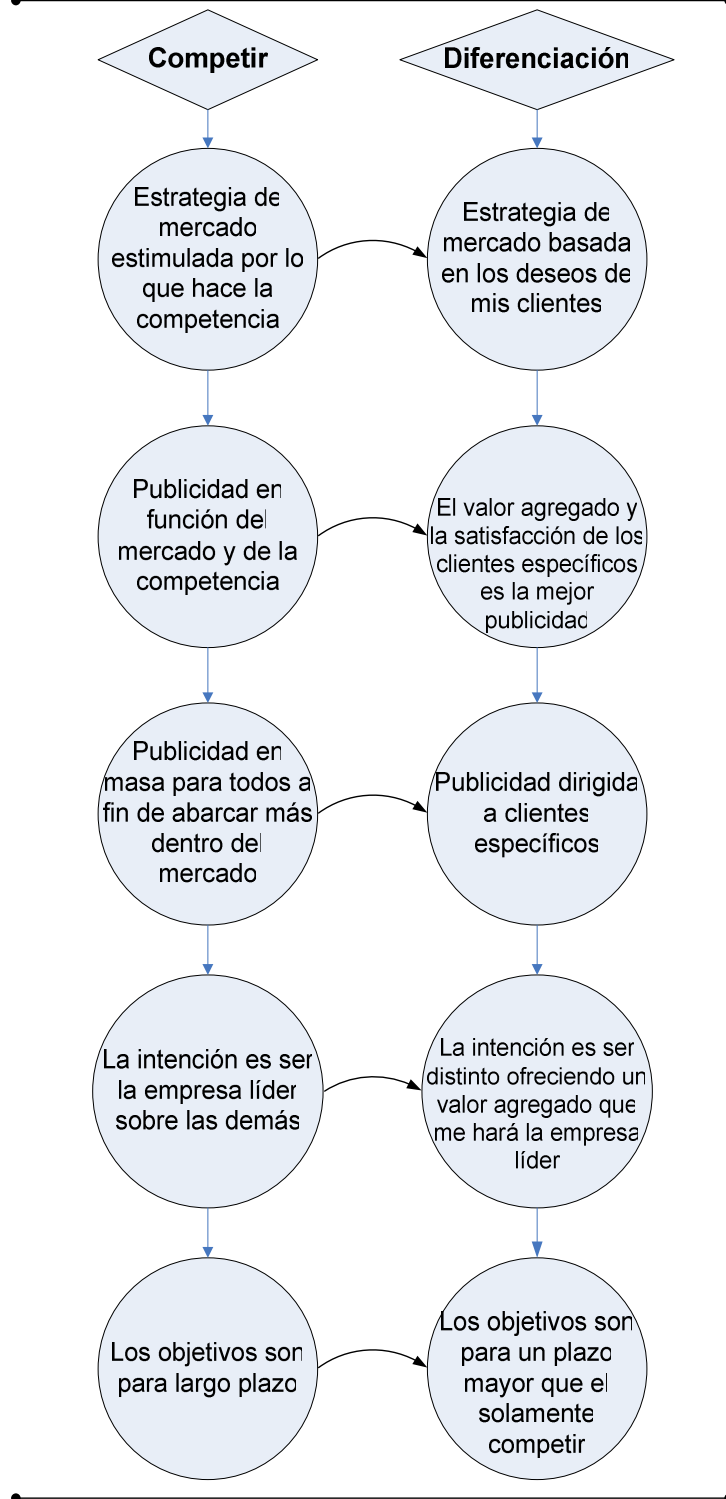 Competir
Diferenciación
Estrategia de
mercado
estimulada por lo
que hace la
competencia
Estrategia de
mercado basada
en los deseos de
mis clientes
Publicidad en
función del
mercado y de la
competencia
El valor agregado y
la satisfacción de los
clientes específicos
es la mejor
publicidad
Publicidad en
masa para todos a
fin de abarcar más
dentro del
mercado
Publicidad dirigida
a clientes
específicos
La intención es ser
la empresa líder
sobre las demás
La intención es ser
distinto ofreciendo un
valor agregado que
me hará la empresa
líder
Los objetivos son
para largo plazo
Los objetivos son
para un plazo
mayor que el
solamente
competir